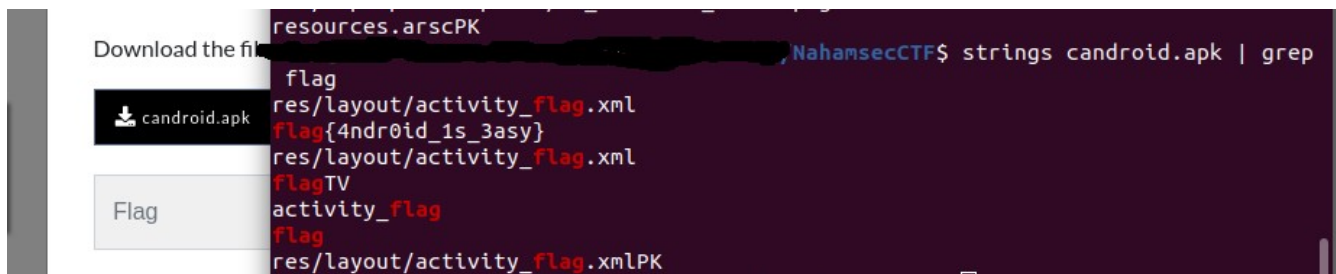 resources.arscPK
Download the fil
/NahamsecCTF$ strings candroid.apk | grep
flag
res/layout/activity_flag.xml
candroid.apk
flag{4ndr0id_1s_3asy}
res/layout/activity_flag.xml
flagTV
Flag
activity_flag
flag
res/layout/activity_flag.xmlPK